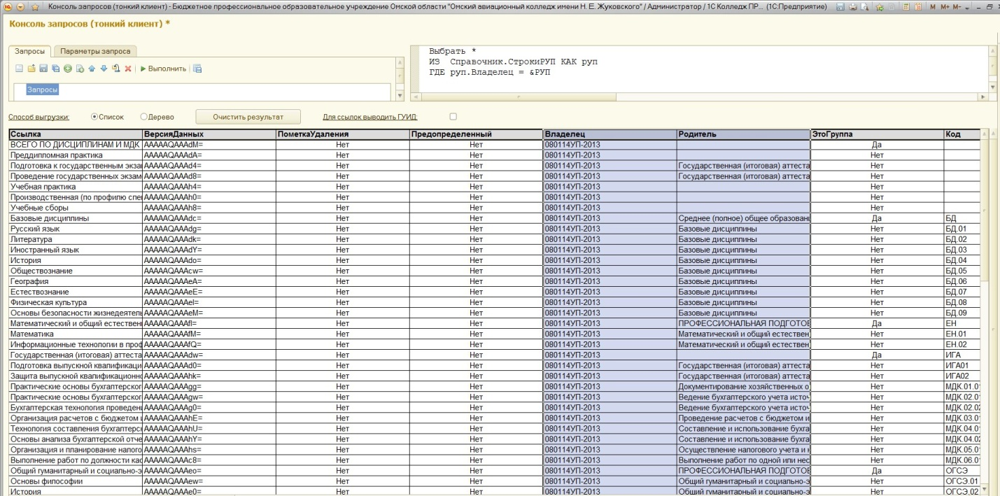 Консоль запросов (тонкий клиент) - Бюджетное профессиональное образовательное учреждение Омской области "Омский авиационный колледж имени Н. Е. Жуковского" / Администратор / 1С Колледж ПР... (1С:Предприятие) M M+ M-
Консоль запросов (тонкий клиент) *
Запросы Параметры запроса
Выполнить
Запросы
Выбрать *
ИЗ Справочник.СтрокиРУП КАК руп
ГДЕ руп.Владелец = &РУП
Способ выгрузки: Список Дерево Очистить результат Для ссылок выводить ГУИД:
Ссылка ВерсияДанных ПометкаУдаления Предопределенный Владелец Родитель ЭтоГруппа Код
ВСЕГО ПО ДИСЦИПЛИНАМ И МДК AAAAAQAAAdM= Нет Нет 080114УП-2013 Да
Преддипломная практика AAAAAQAAAdA= Нет Нет 080114УП-2013 Нет
Подготовка к государственным экза AAAAAQAAAd4= Нет Нет 080114УП-2013 Государственная (итоговая) аттеста Нет
Проведение государственных экзам AAAAAQAAAd8= Нет Нет 080114УП-2013 Государственная (итоговая) аттеста Нет
Учебная практика AAAAAQAAAh4= Нет Нет 080114УП-2013 Нет
Производственная (по профилю спе AAAAAQAAAh0= Нет Нет 080114УП-2013 Нет
Учебные сборы AAAAAQAAAh8= Нет Нет 080114УП-2013 Нет
Базовые дисциплины AAAAAQAAAdc= Нет Нет 080114УП-2013 Среднее (полное) общее образован Да БД
Русский язык AAAAAQAAAdg= Нет Нет 080114УП-2013 Базовые дисциплины Нет БД.01
Литература AAAAAQAAAdk= Нет Нет 080114УП-2013 Базовые дисциплины Нет БД.02
Иностранный язык AAAAAQAAAdY= Нет Нет 080114УП-2013 Базовые дисциплины Нет БД.03
История AAAAAQAAAdo= Нет Нет 080114УП-2013 Базовые дисциплины Нет БД.04
Обществознание AAAAAQAAAcw= Нет Нет 080114УП-2013 Базовые дисциплины Нет БД.05
География AAAAAQAAAeA= Нет Нет 080114УП-2013 Базовые дисциплины Нет БД.06
Естествознание AAAAAQAAAeE= Нет Нет 080114УП-2013 Базовые дисциплины Нет БД.07
Физическая культура AAAAAQAAAeI= Нет Нет 080114УП-2013 Базовые дисциплины Нет БД.08
Основы безопасности жизнедеятель AAAAAQAAAeM= Нет Нет 080114УП-2013 Базовые дисциплины Нет БД.09
Математический и общий естествен AAAAAQAAAfI= Нет Нет 080114УП-2013 ПРОФЕССИОНАЛЬНАЯ ПОДГОТОВ Да ЕН
Математика AAAAAQAAAfM= Нет Нет 080114УП-2013 Математический и общий естествен Нет ЕН.01
Информационные технологии в проф AAAAAQAAAfQ= Нет Нет 080114УП-2013 Математический и общий естествен Нет ЕН.02
Государственная (итоговая) аттеста AAAAAQAAAdw= Нет Нет 080114УП-2013 Да ИГА
Подготовка выпускной квалификаци AAAAAQAAAd0= Нет Нет 080114УП-2013 Государственная (итоговая) аттеста Нет ИГА01
Защита выпускной квалификационно AAAAAQAAAhk= Нет Нет 080114УП-2013 Государственная (итоговая) аттеста Нет ИГА02
Практические основы бухгалтерског AAAAAQAAAgg= Нет Нет 080114УП-2013 Документирование хозяйственных о Нет МДК.01.0
Практические основы бухгалтерског AAAAAQAAAgw= Нет Нет 080114УП-2013 Ведение бухгалтерского учета источ Нет МДК.02.0
Бухгалтерская технология проведен AAAAAQAAAg0= Нет Нет 080114УП-2013 Ведение бухгалтерского учета источ Нет МДК.02.02
Организация расчетов с бюджетом и AAAAAQAAAhE= Нет Нет 080114УП-2013 Проведение расчетов с бюджетом и Нет МДК.03.0
Технология составления бухгалтерс AAAAAQAAAhU= Нет Нет 080114УП-2013 Составление и использование бухга Нет МДК.04.0
Основы анализа бухгалтерской отче AAAAAQAAAhY= Нет Нет 080114УП-2013 Составление и использование бухга Нет МДК.04.02
Организация и планирование налого AAAAAQAAAhs= Нет Нет 080114УП-2013 Осуществление налогового учета и н Нет МДК.05.0
Выполнение работ по должности кас AAAAAQAAAc8= Нет Нет 080114УП-2013 Выполнение работ по одной или нес Нет МДК.06.0
Общий гуманитарный и социально-э AAAAAQAAAeo= Нет Нет 080114УП-2013 ПРОФЕССИОНАЛЬНАЯ ПОДГОТОВ Да ОГСЭ
Основы философии AAAAAQAAAew= Нет Нет 080114УП-2013 Общий гуманитарный и социально-э Нет ОГСЭ.01
История AAAAAQAAAe0= Нет Нет 080114УП-2013 Общий гуманитарный и социально-э Нет ОГСЭ.02